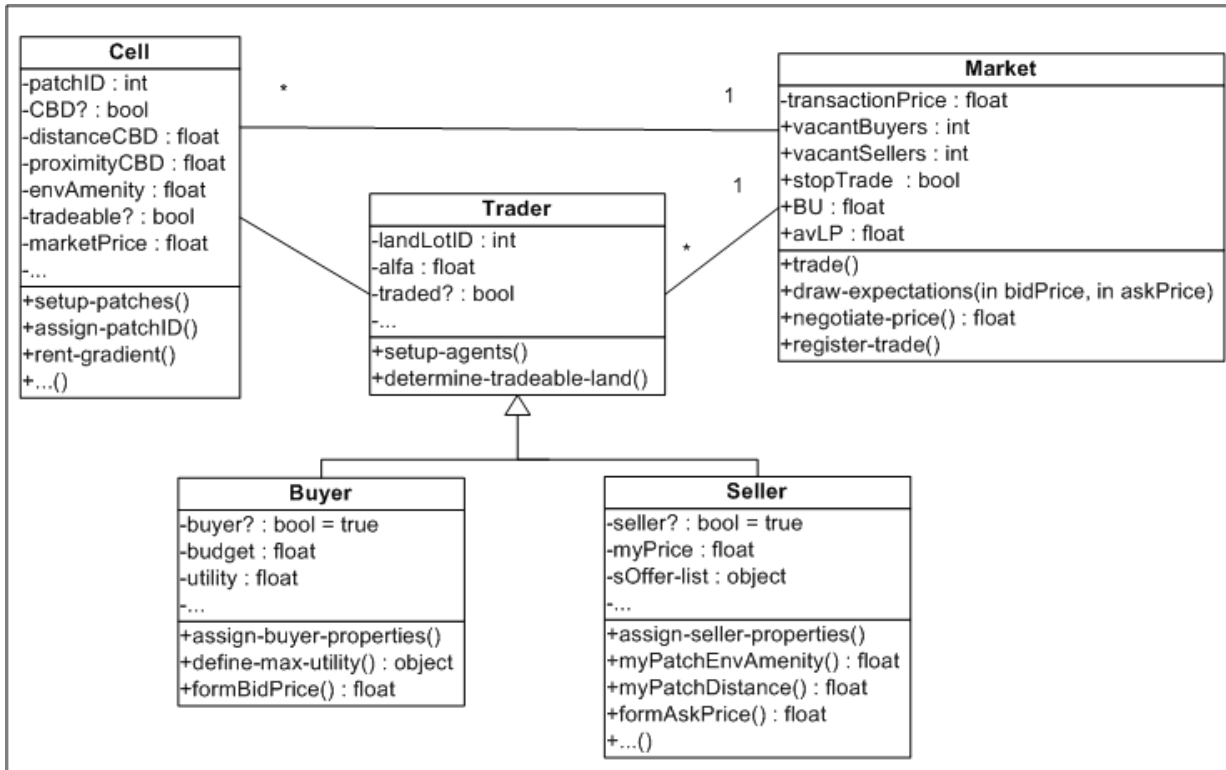 Cell
-patchID : int
-CBD? : bool
-distanceCBD : float
-proximityCBD : float
-envAmenity : float
-tradeable? : bool
-marketPrice : float
-...
+setup-patches()
+assign-patchID()
+rent-gradient()
+...()
*
1
Market
-transactionPrice : float
+vacantBuyers : int
+vacantSellers : int
+stopTrade : bool
+BU : float
+avLP : float
+trade()
+draw-expectations(in bidPrice, in askPrice)
+negotiate-price() : float
+register-trade()
1
*
Trader
-landLotID : int
-alfa : float
-traded? : bool
-...
+setup-agents()
+determine-tradeable-land()
Buyer
-buyer? : bool = true
-budget : float
-utility : float
-...
+assign-buyer-properties()
+define-max-utility() : object
+formBidPrice() : float
Seller
-seller? : bool = true
-myPrice : float
-sOffer-list : object
-...
+assign-seller-properties()
+myPatchEnvAmenity() : float
+myPatchDistance() : float
+formAskPrice() : float
+...()